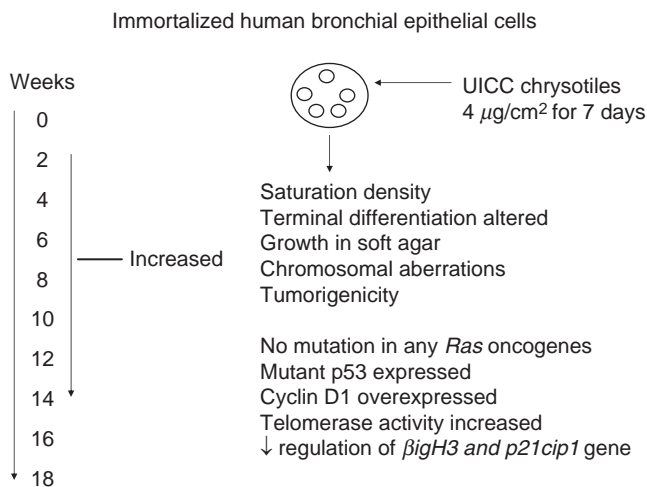 Immortalized human bronchial epithelial cells
Weeks
UICC chrysotiles
4 μg/cm² for 7 days
0
2
4
6
8
10
12
14
16
18
Increased
Saturation density
Terminal differentiation altered
Growth in soft agar
Chromosomal aberrations
Tumorigenicity
No mutation in any Ras oncogenes
Mutant p53 expressed
Cyclin D1 overexpressed
Telomerase activity increased
↓ regulation of βigH3 and p21cip1 gene